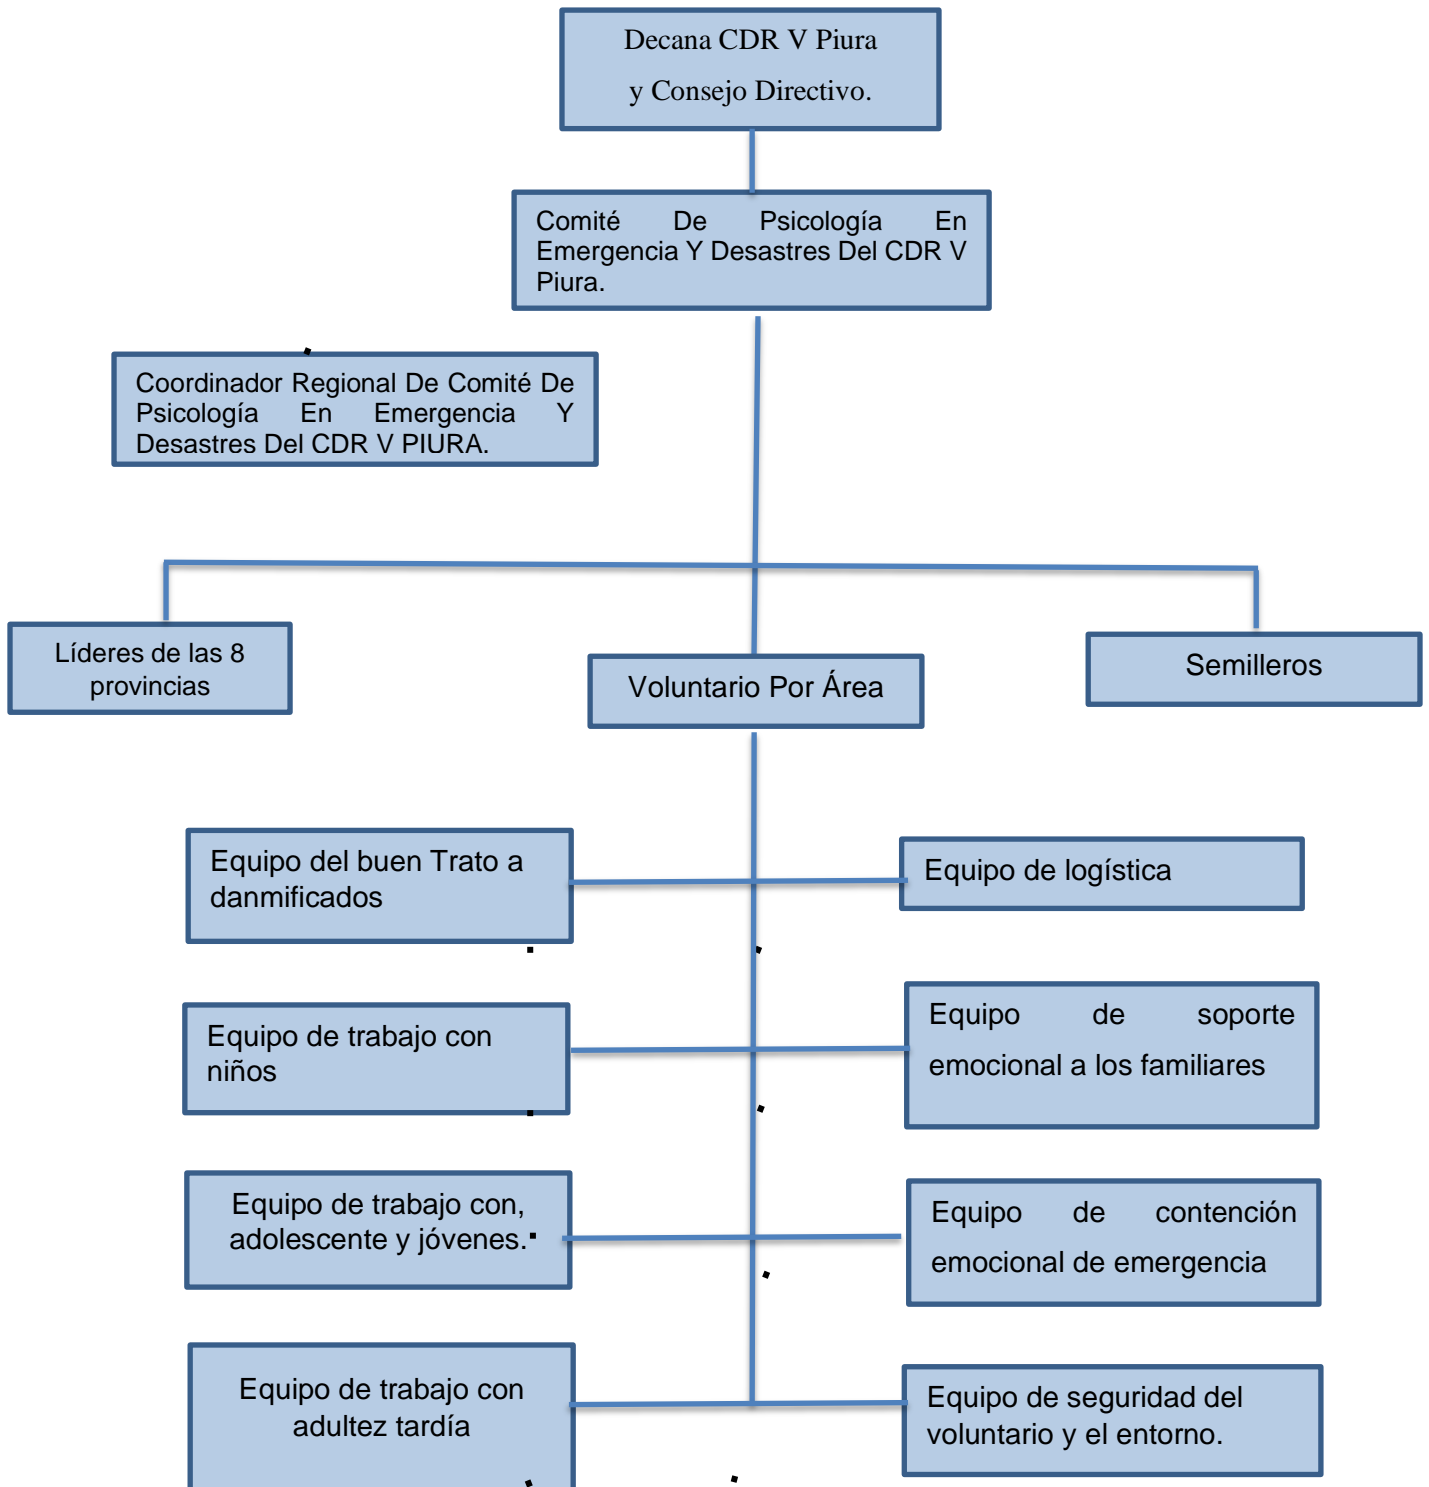 Decana CDR V Piura
y Consejo Directivo.
Comité De Psicología En
Emergencia Y Desastres Del CDR V
Piura.
Coordinador Regional De Comité De
Psicología En Emergencia Y
Desastres Del CDR V PIURA.
Líderes de las 8
provincias
Voluntario Por Área
Semilleros
Equipo del buen Trato a
danmificados
Equipo de logística
Equipo de trabajo con
niños
Equipo de soporte
emocional a los familiares
Equipo de trabajo con,
adolescente y jóvenes.
Equipo de contención
emocional de emergencia
Equipo de trabajo con
adultez tardía
Equipo de seguridad del
voluntario y el entorno.